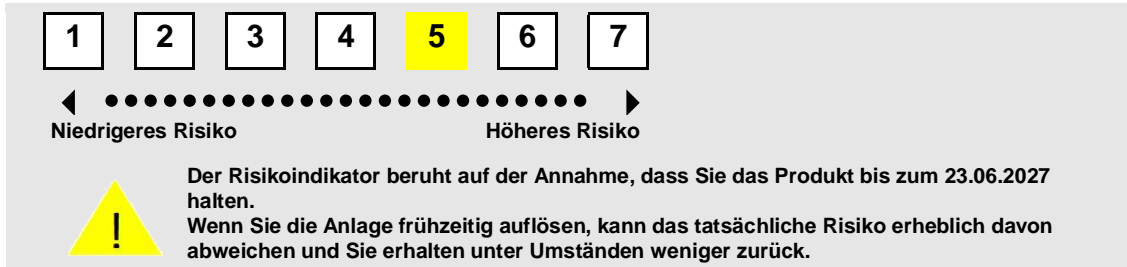 1 2 3 4 5 6 7
Niedrigeres Risiko Höheres Risiko
Der Risikoindikator beruht auf der Annahme, dass Sie das Produkt bis zum 23.06.2027
halten.
Wenn Sie die Anlage frühzeitig auflösen, kann das tatsächliche Risiko erheblich davon
abweichen und Sie erhalten unter Umständen weniger zurück.
!